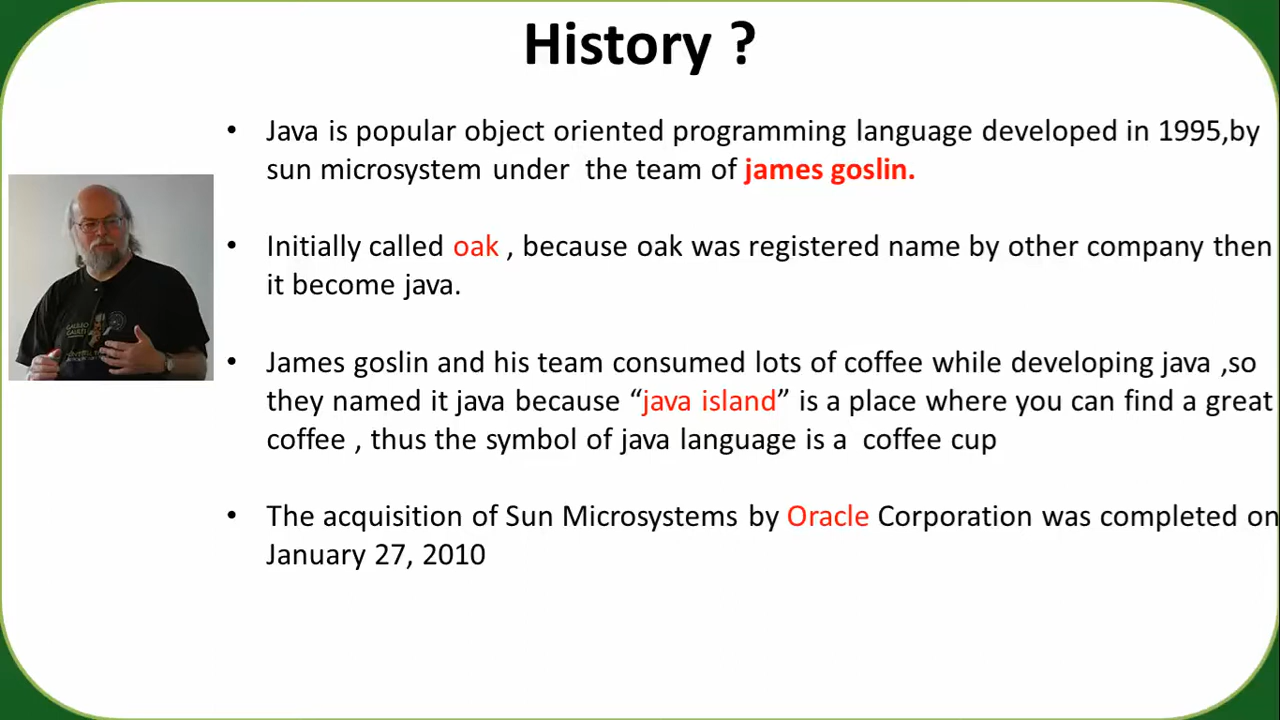 History ?
• Java is popular object oriented programming language developed in 1995,by
sun microsystem under the team of james goslin.
• Initially called oak , because oak was registered name by other company then
it become java.
• James goslin and his team consumed lots of coffee while developing java ,so
they named it java because “java island” is a place where you can find a great
coffee , thus the symbol of java language is a coffee cup
• The acquisition of Sun Microsystems by Oracle Corporation was completed on
January 27, 2010